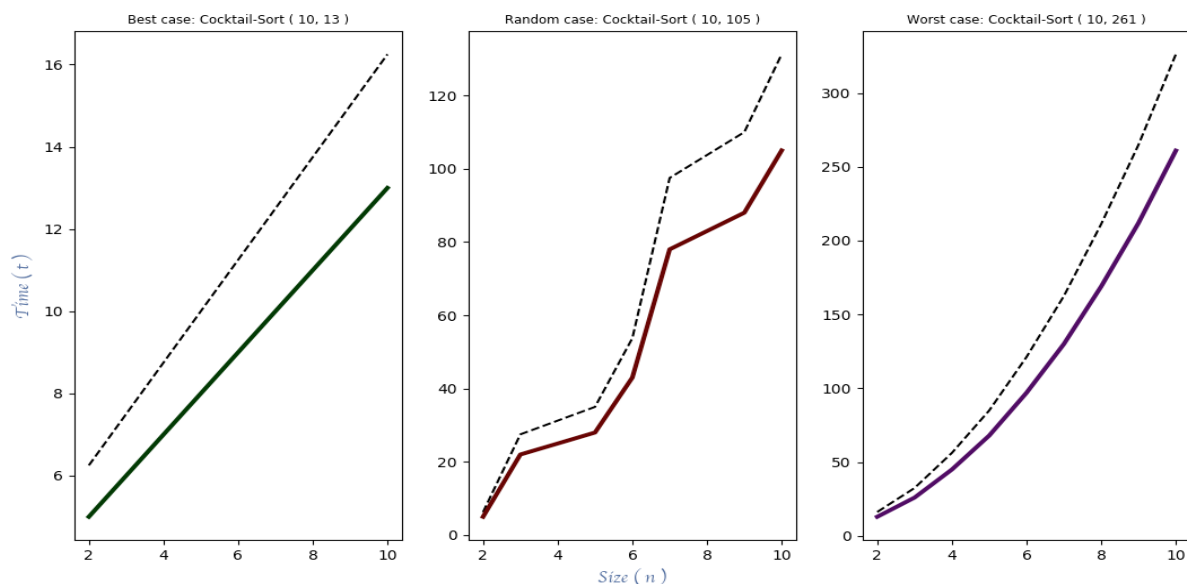 Best case: Cocktail-Sort ( 10, 13 )
16
14
12
10
8
6
2 4 6 8 10
Time ( t )
Random case: Cocktail-Sort ( 10, 105 )
120
100
80
60
40
20
0
2 4 6 8 10
Size ( n )
Worst case: Cocktail-Sort ( 10, 261 )
300
250
200
150
100
50
0
2 4 6 8 10